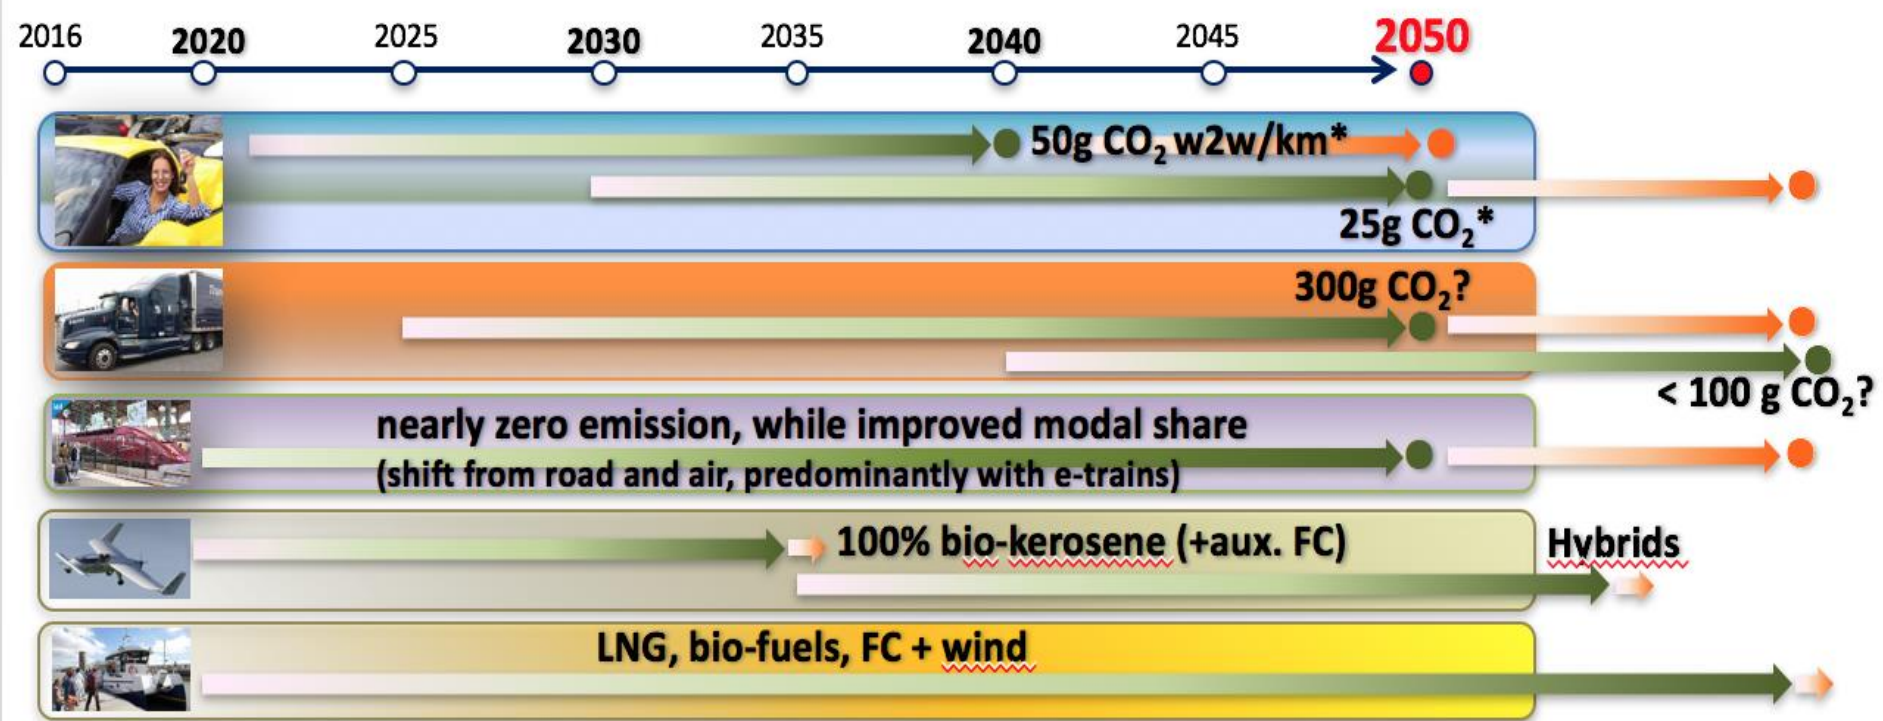 2016 2020 2025 2030 2035 2040 2045 2050
50g CO₂ w2w/km*
25g CO₂*
300g CO₂?
< 100 g CO₂?
nearly zero emission, while improved modal share
(shift from road and air, predominantly with e-trains)
100% bio-kerosene (+aux. FC)
Hybrids
LNG, bio-fuels, FC + wind